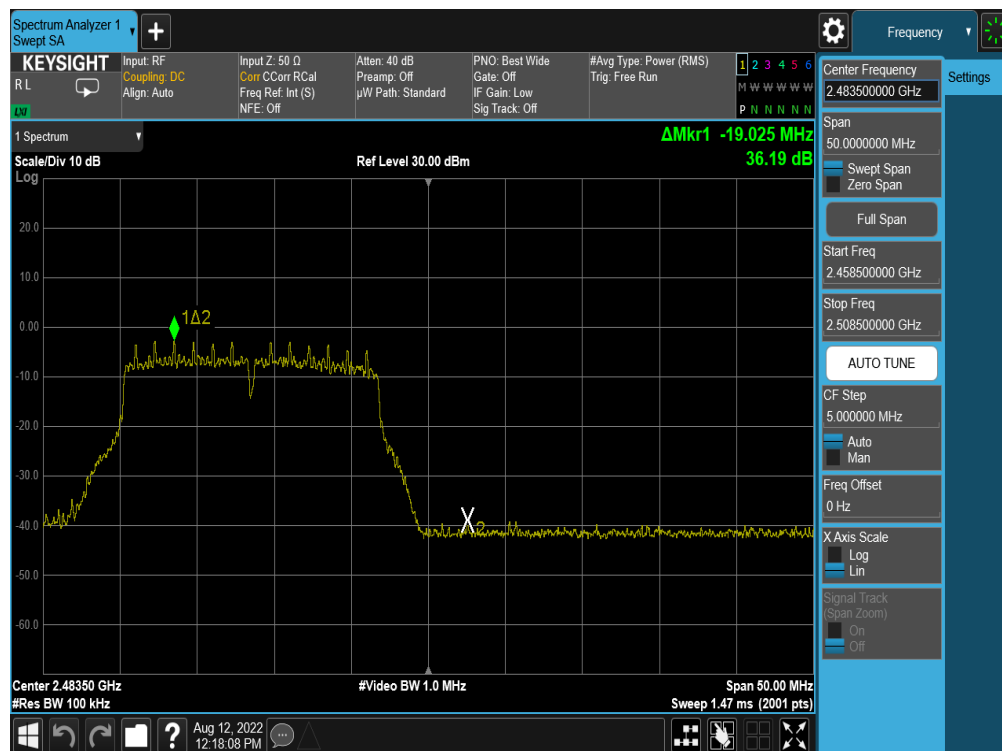 Spectrum Analyzer 1
Swept SA
+
Frequency
KEYSIGHT
R L
LXI
Input: RF
Coupling: DC
Align: Auto
Input Z: 50 Ω
Corr CCorr RCal
Freq Ref: Int (S)
NFE: Off
Atten: 40 dB
Preamp: Off
µW Path: Standard
PNO: Best Wide
Gate: Off
IF Gain: Low
Sig Track: Off
#Avg Type: Power (RMS)
Trig: Free Run
1 2 3 4 5 6
M W W W W W
P N N N N N
1 Spectrum
ΔMkr1 -19.025 MHz
36.19 dB
Scale/Div 10 dB
Ref Level 30.00 dBm
Log
20.0
10.0
0.00
-10.0
-20.0
-30.0
-40.0
-50.0
-60.0
1Δ2
X2
Center 2.48350 GHz
#Video BW 1.0 MHz
Span 50.00 MHz
#Res BW 100 kHz
Sweep 1.47 ms (2001 pts)
Center Frequency
2.483500000 GHz
Settings
Span
50.0000000 MHz
Swept Span
Zero Span
Full Span
Start Freq
2.458500000 GHz
Stop Freq
2.508500000 GHz
AUTO TUNE
CF Step
5.000000 MHz
Auto
Man
Freq Offset
0 Hz
X Axis Scale
Log
Lin
Signal Track
(Span Zoom)
On
Off
?
Aug 12, 2022
12:18:08 PM